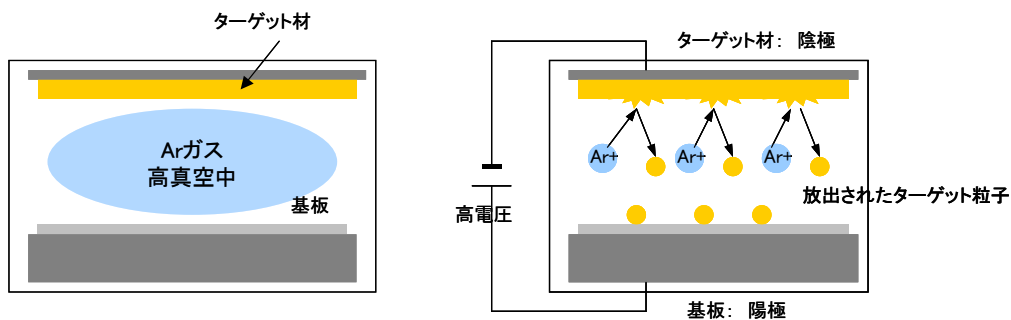 ターゲット材
Arガス
高真空中
基板
ターゲット材： 陰極
Ar+
Ar+
Ar+
放出されたターゲット粒子
高電圧
基板： 陽極